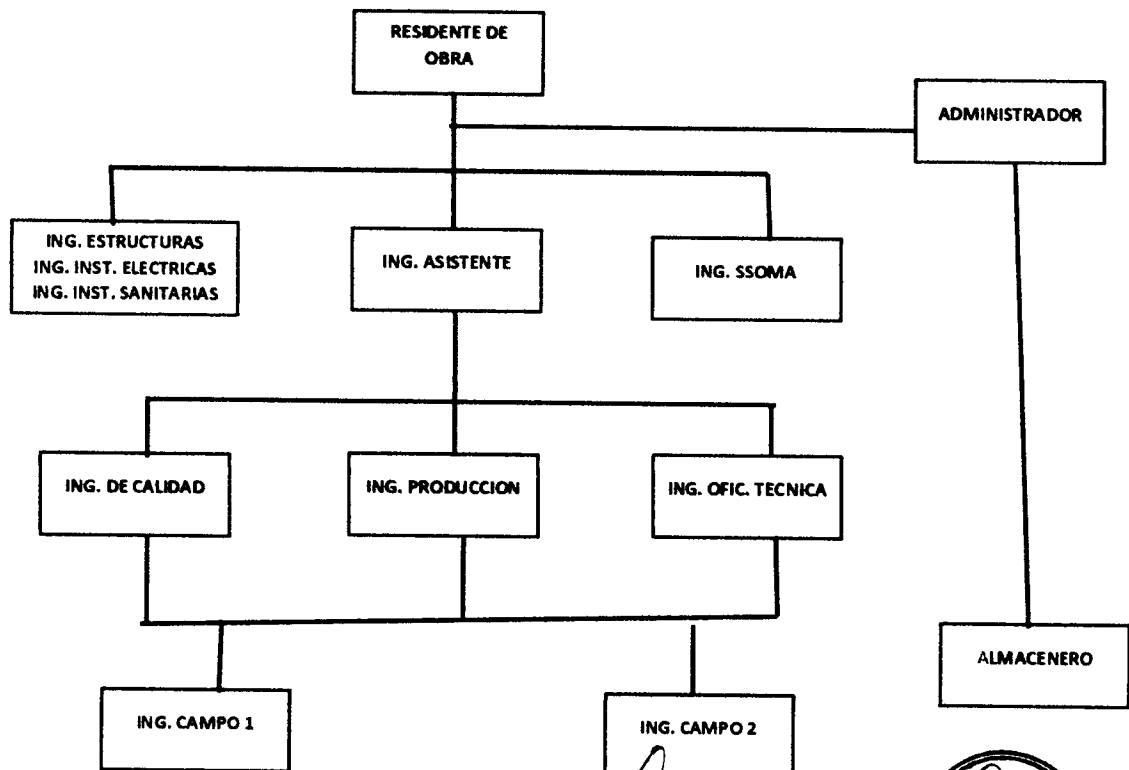 RESIDENTE DE
OBRA
ADMINISTRADOR
ING. ESTRUCTURAS
ING. INST. ELECTRICAS
ING. INST. SANITARIAS
ING. ASISTENTE
ING. SSOMA
ING. DE CALIDAD
ING. PRODUCCION
ING. OFIC. TECNICA
ALMACENERO
ING. CAMPO 1
ING. CAMPO 2